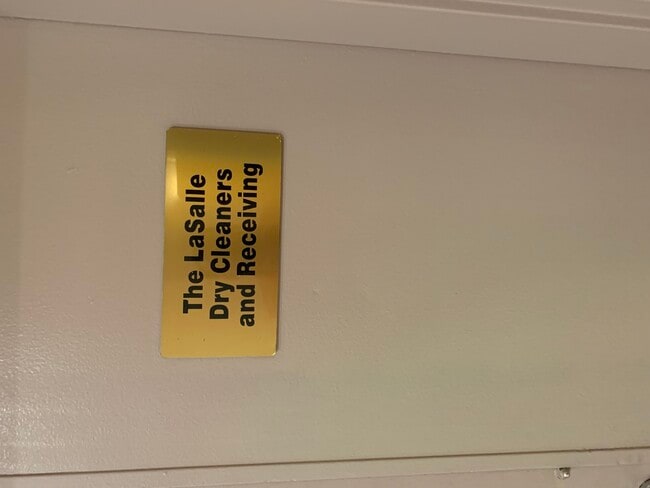 The LaSalle
Dry Cleaners
and Receiving